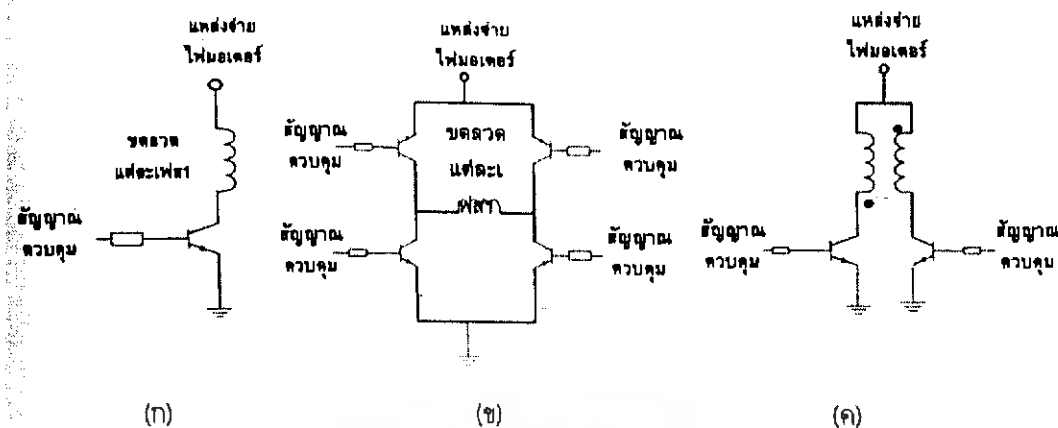 แหล่งจ่าย
ไฟมอเตอร์
ขดลวด
แต่ละเฟสา
สัญญาณ
ควบคุม
(ก)
แหล่งจ่าย
ไฟมอเตอร์
สัญญาณ
ควบคุม
ขดลวด
แต่ละเ
ฟสา
สัญญาณ
ควบคุม
สัญญาณ
ควบคุม
สัญญาณ
ควบคุม
(ข)
แหล่งจ่าย
ไฟมอเตอร์
สัญญาณ
ควบคุม
สัญญาณ
ควบคุม
(ค)